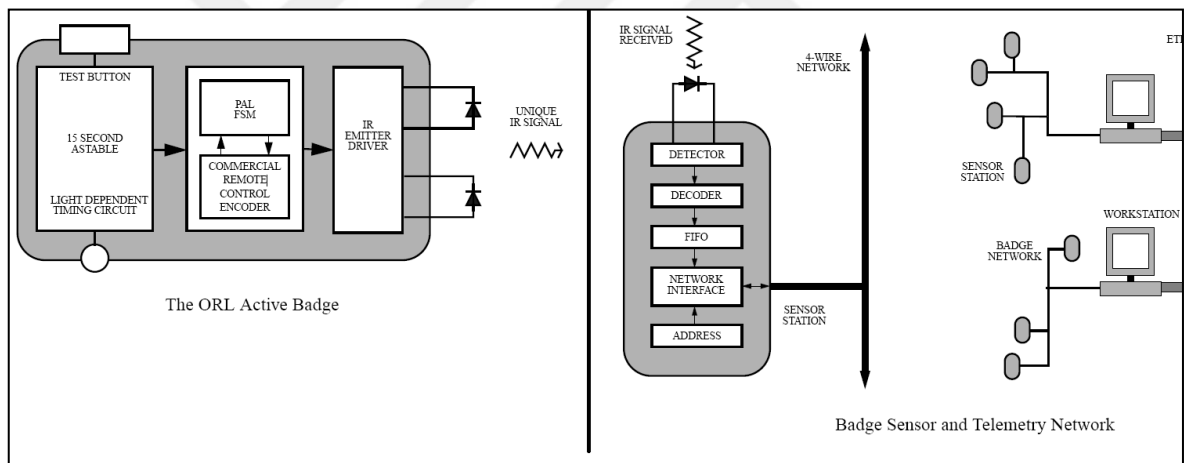 TEST BUTTON
15 SECOND
ASTABLE
LIGHT DEPENDENT
TIMING CIRCUIT
PAL
FSM
COMMERCIAL
REMOTE
CONTROL
ENCODER
IR
EMITTER
DRIVER
UNIQUE
IR SIGNAL
The ORL Active Badge
IR SIGNAL
RECEIVED
4-WIRE
NETWORK
DETECTOR
DECODER
FIFO
NETWORK
INTERFACE
ADDRESS
SENSOR
STATION
SENSOR
STATION
WORKSTATION
BADGE
NETWORK
Badge Sensor and Telemetry Network